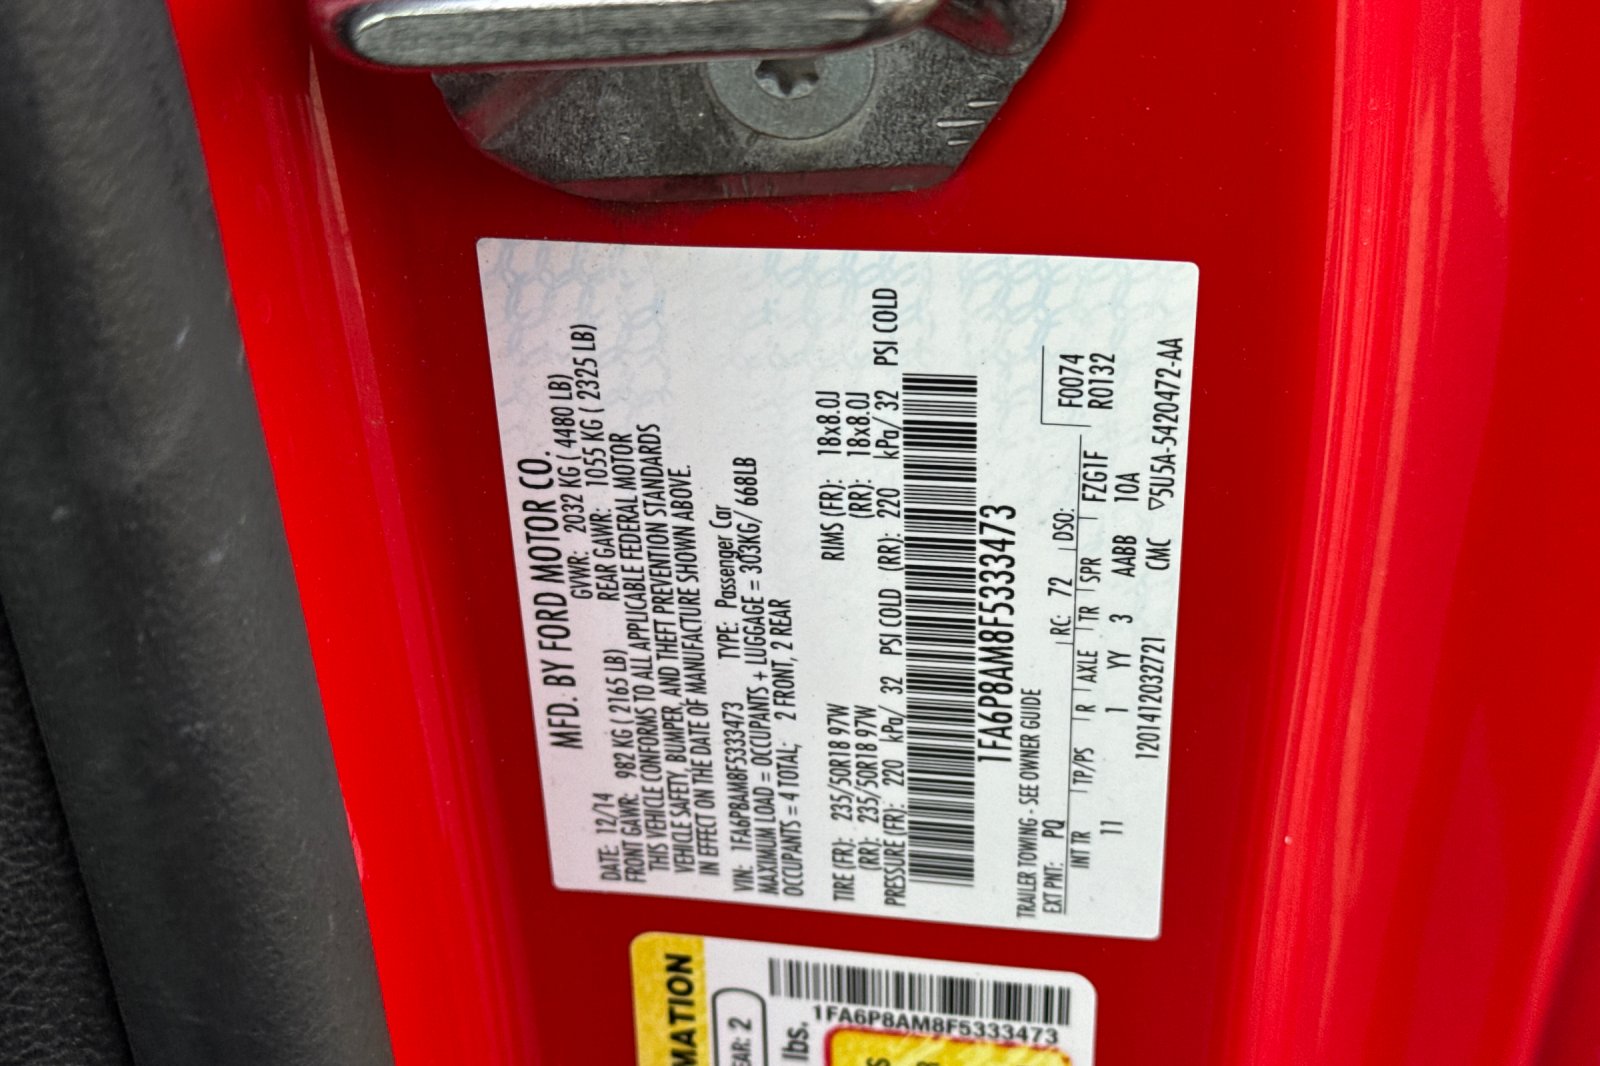 MFD. BY FORD MOTOR CO.
DATE: 12/14 GVWR: 2032 KG ( 4480 LB)
FRONT GAWR: 982 KG ( 2165 LB) REAR GAWR: 1055 KG ( 2325 LB)
THIS VEHICLE CONFORMS TO ALL APPLICABLE FEDERAL MOTOR
VEHICLE SAFETY, BUMPER, AND THEFT PREVENTION STANDARDS
IN EFFECT ON THE DATE OF MANUFACTURE SHOWN ABOVE.
VIN: 1FA6P8AM8F5333473 TYPE: Passenger Car
MAXIMUM LOAD = OCCUPANTS + LUGGAGE = 303KG/ 668LB
OCCUPANTS = 4 TOTAL; 2 FRONT, 2 REAR
TIRE (FR): 235/50R18 97W RIMS (FR): 18x8.0J
(RR): 235/50R18 97W (RR): 18x8.0J
PRESSURE (FR): 220 kPa/ 32 PSI COLD (RR): 220 kPa/ 32 PSI COLD
1FA6P8AM8F5333473
TRAILER TOWING - SEE OWNER GUIDE
EXT PNT: PQ RC: 72 DSO: F0074
R0132
INT TR TP/PS R AXLE TR SPR FZG1F
11 1 YY 3 AABB 10A
1201412032721 CMC ▽5U5A-5420472-AA
MATION
EAR: 2
lbs.
1FA6P8AM8F5333473